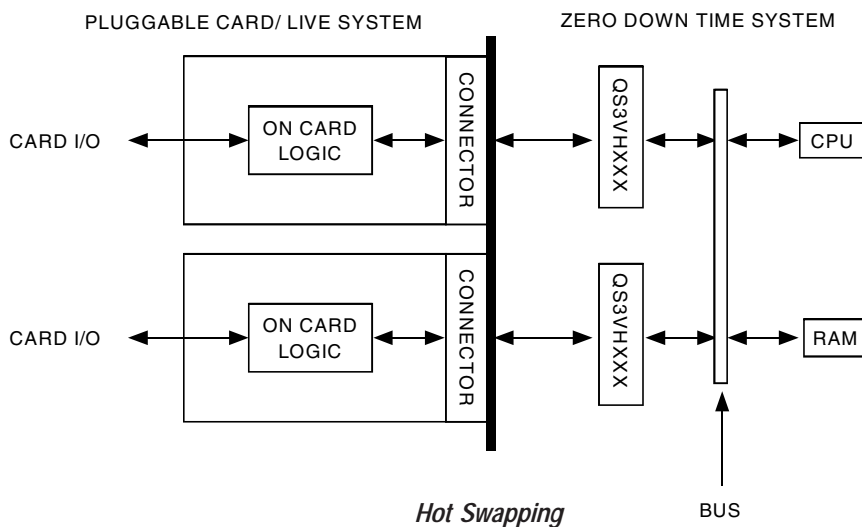 PLUGGABLE CARD/ LIVE SYSTEM
ZERO DOWN TIME SYSTEM
CARD I/O
ON CARD
LOGIC
CONNECTOR
QS3VHXXX
CPU
CARD I/O
ON CARD
LOGIC
CONNECTOR
QS3VHXXX
RAM
Hot Swapping
BUS